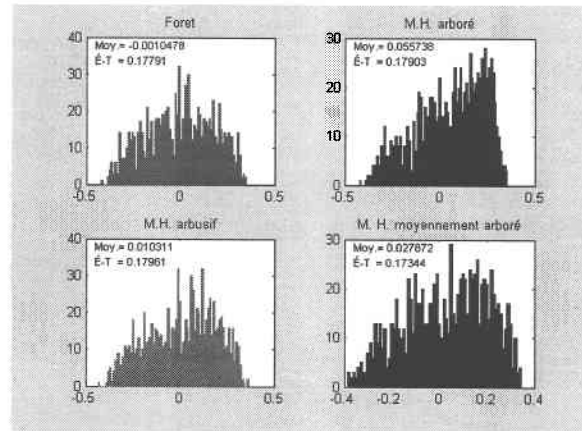 Foret
Moy.= -0.0010478
É-T = 0.17791
40
30
20
10
0
-0.5
0
0.5
M.H. arboré
Moy.= 0.055738
É-T = 0.17903
30
20
10
0
-0.5
0
0.5
M.H. arbusif
Moy.= 0.010311
É-T = 0.17961
40
30
20
10
0
-0.5
0
0.5
M. H. moyennement arboré
Moy.= 0.027872
É-T = 0.17344
30
20
10
0
-0.4
-0.2
0
0.2
0.4